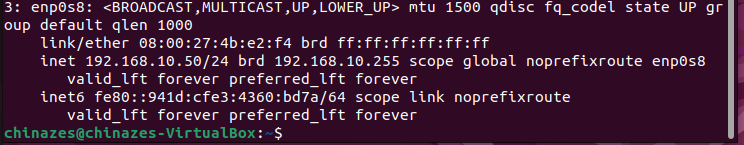 3: enp0s8: <BROADCAST,MULTICAST,UP,LOWER_UP> mtu 1500 qdisc fq_codel state UP gr
oup default qlen 1000
    link/ether 08:00:27:4b:e2:f4 brd ff:ff:ff:ff:ff:ff
    inet 192.168.10.50/24 brd 192.168.10.255 scope global noprefixroute enp0s8
       valid_lft forever preferred_lft forever
    inet6 fe80::941d:cfe3:4360:bd7a/64 scope link noprefixroute
       valid_lft forever preferred_lft forever
chinazes@chinazes-VirtualBox:~$